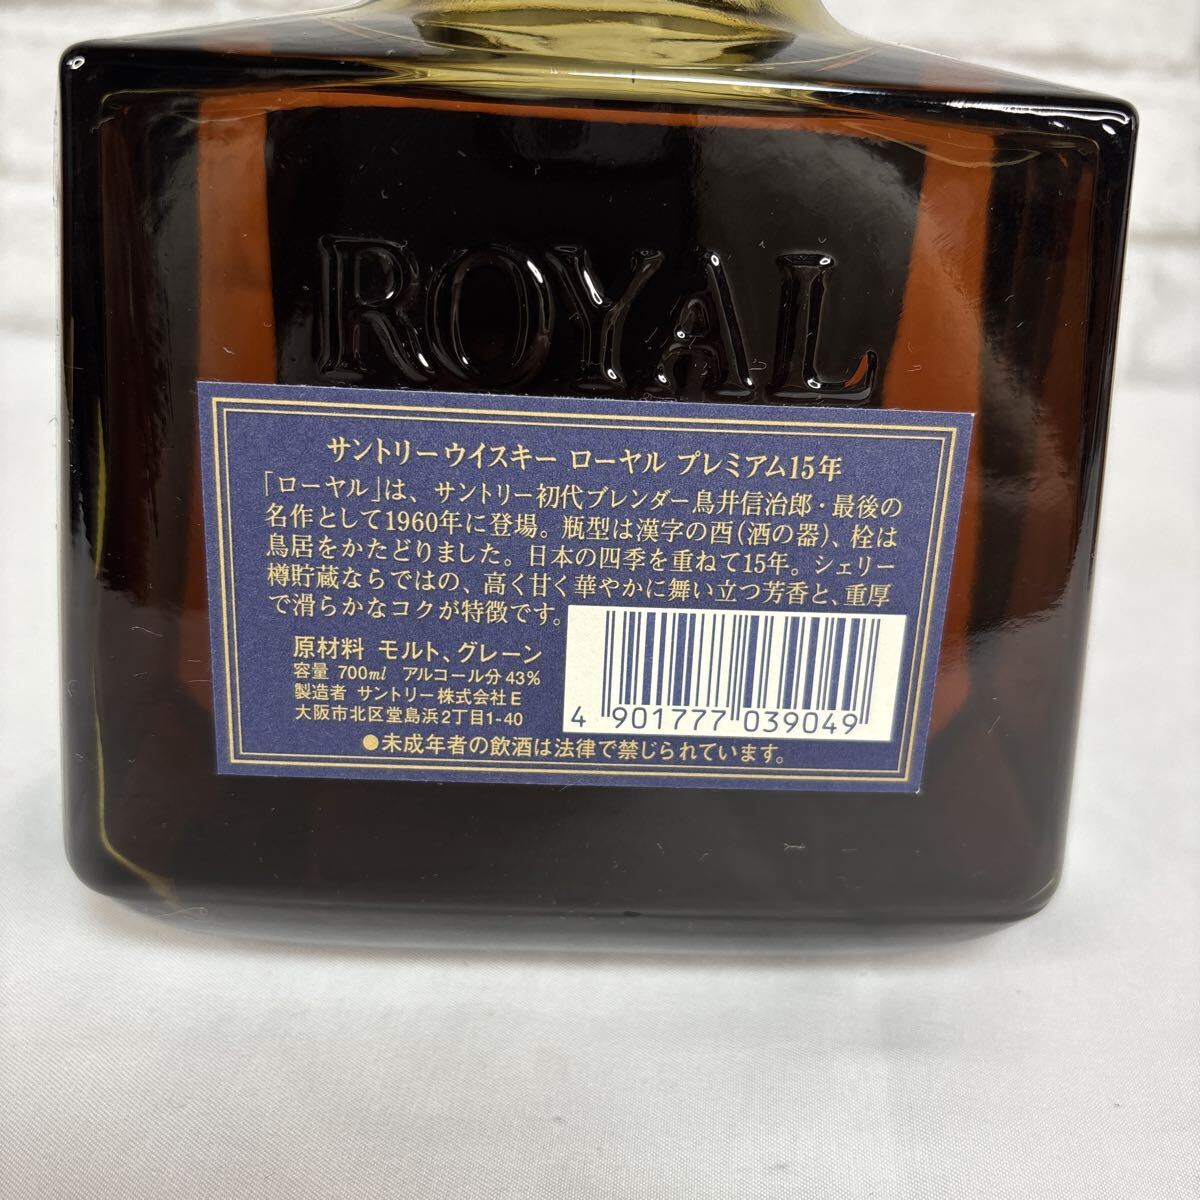 ROYAL
サントリーウイスキー ローヤル プレミアム15年
「ローヤル」は、サントリー初代ブレンダー鳥井信治郎・最後の
名作として1960年に登場。瓶型は漢字の酉(酒の器)、栓は
鳥居をかたどりました。日本の四季を重ねて15年。シェリー
樽貯蔵ならではの、高く甘く華やかに舞い立つ芳香と、重厚
で滑らかなコクが特徴です。
原材料 モルト、グレーン
容量 700ml アルコール分43%
製造者 サントリー株式会社E
大阪市北区堂島浜2丁目1-40
4 901777 039049
●未成年者の飲酒は法律で禁じられています。